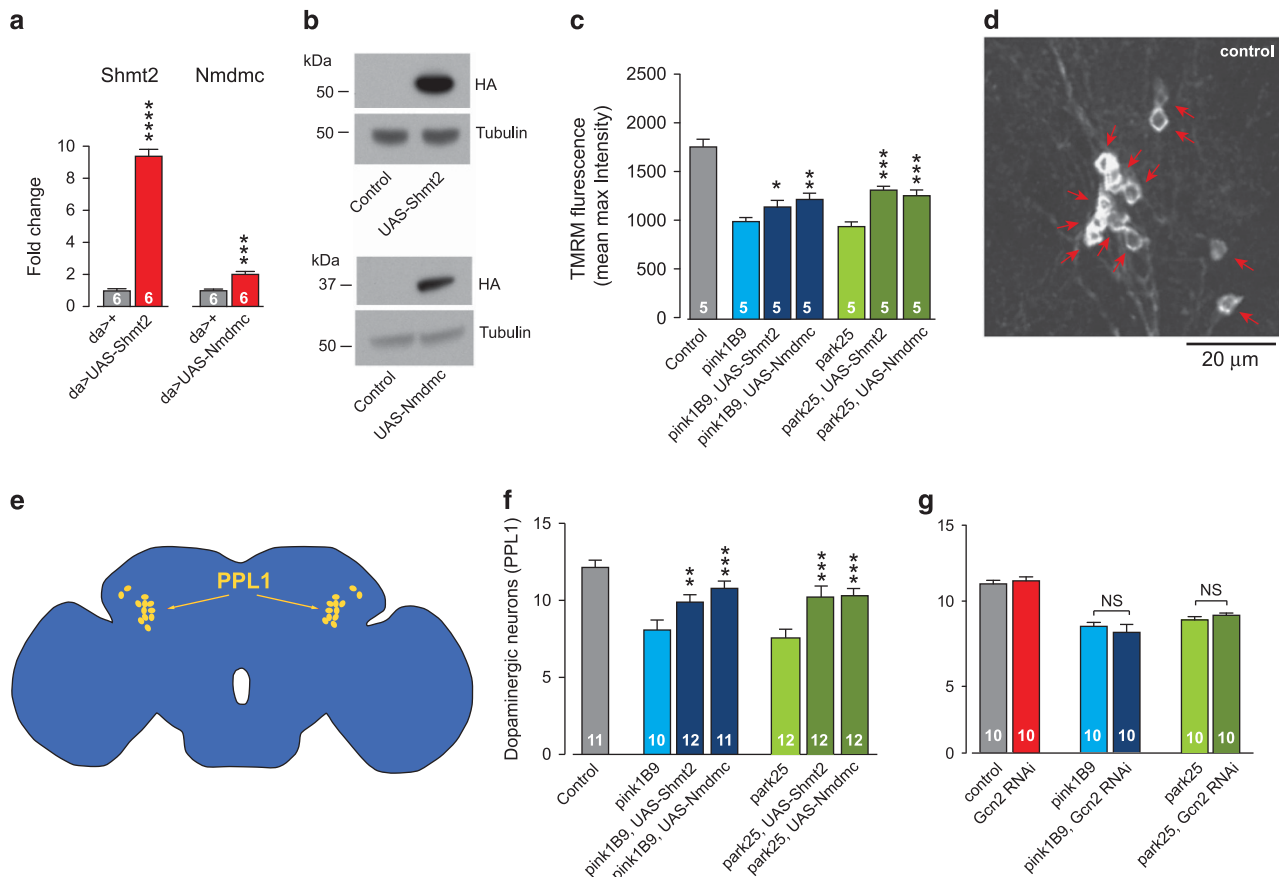 a
Shmt2
Nmdmc
****
***
Fold change
10
8
6
4
2
0
6
6
6
6
da>+
da>UAS-Shmt2
da>+
da>UAS-Nmdmc
b
kDa
50
HA
50
Tubulin
Control
UAS-Shmt2
kDa
37
HA
50
Tubulin
Control
UAS-Nmdmc
c
TMRM flurescence
(mean max Intensity)
2500
2000
1500
1000
500
0
*
**
***
***
5
5
5
5
5
5
5
Control
pink1B9
pink1B9, UAS-Shmt2
pink1B9, UAS-Nmdmc
park25
park25, UAS-Shmt2
park25, UAS-Nmdmc
d
control
20 μm
e
PPL1
f
Dopaminergic neurons (PPL1)
15
10
5
0
**
***
***
***
11
10
12
11
12
12
12
Control
pink1B9
pink1B9, UAS-Shmt2
pink1B9, UAS-Nmdmc
park25
park25, UAS-Shmt2
park25, UAS-Nmdmc
g
15
10
5
0
NS
NS
10
10
10
10
10
10
control
Gcn2 RNAi
pink1B9
pink1B9, Gcn2 RNAi
park25
park25, Gcn2 RNAi